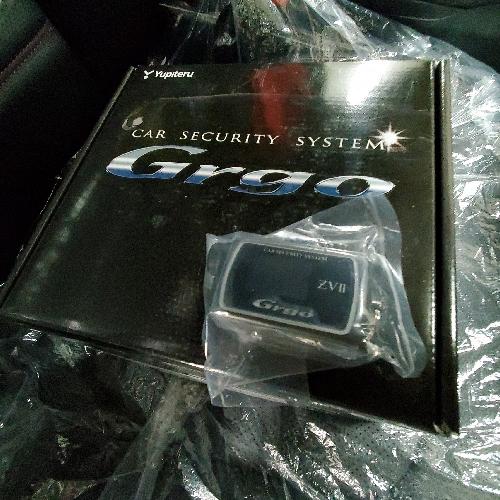 Yupiteru
CAR SECURITY SYSTEM
Grgo
CAR SECURITY SYSTEM
ZVII
Grgo